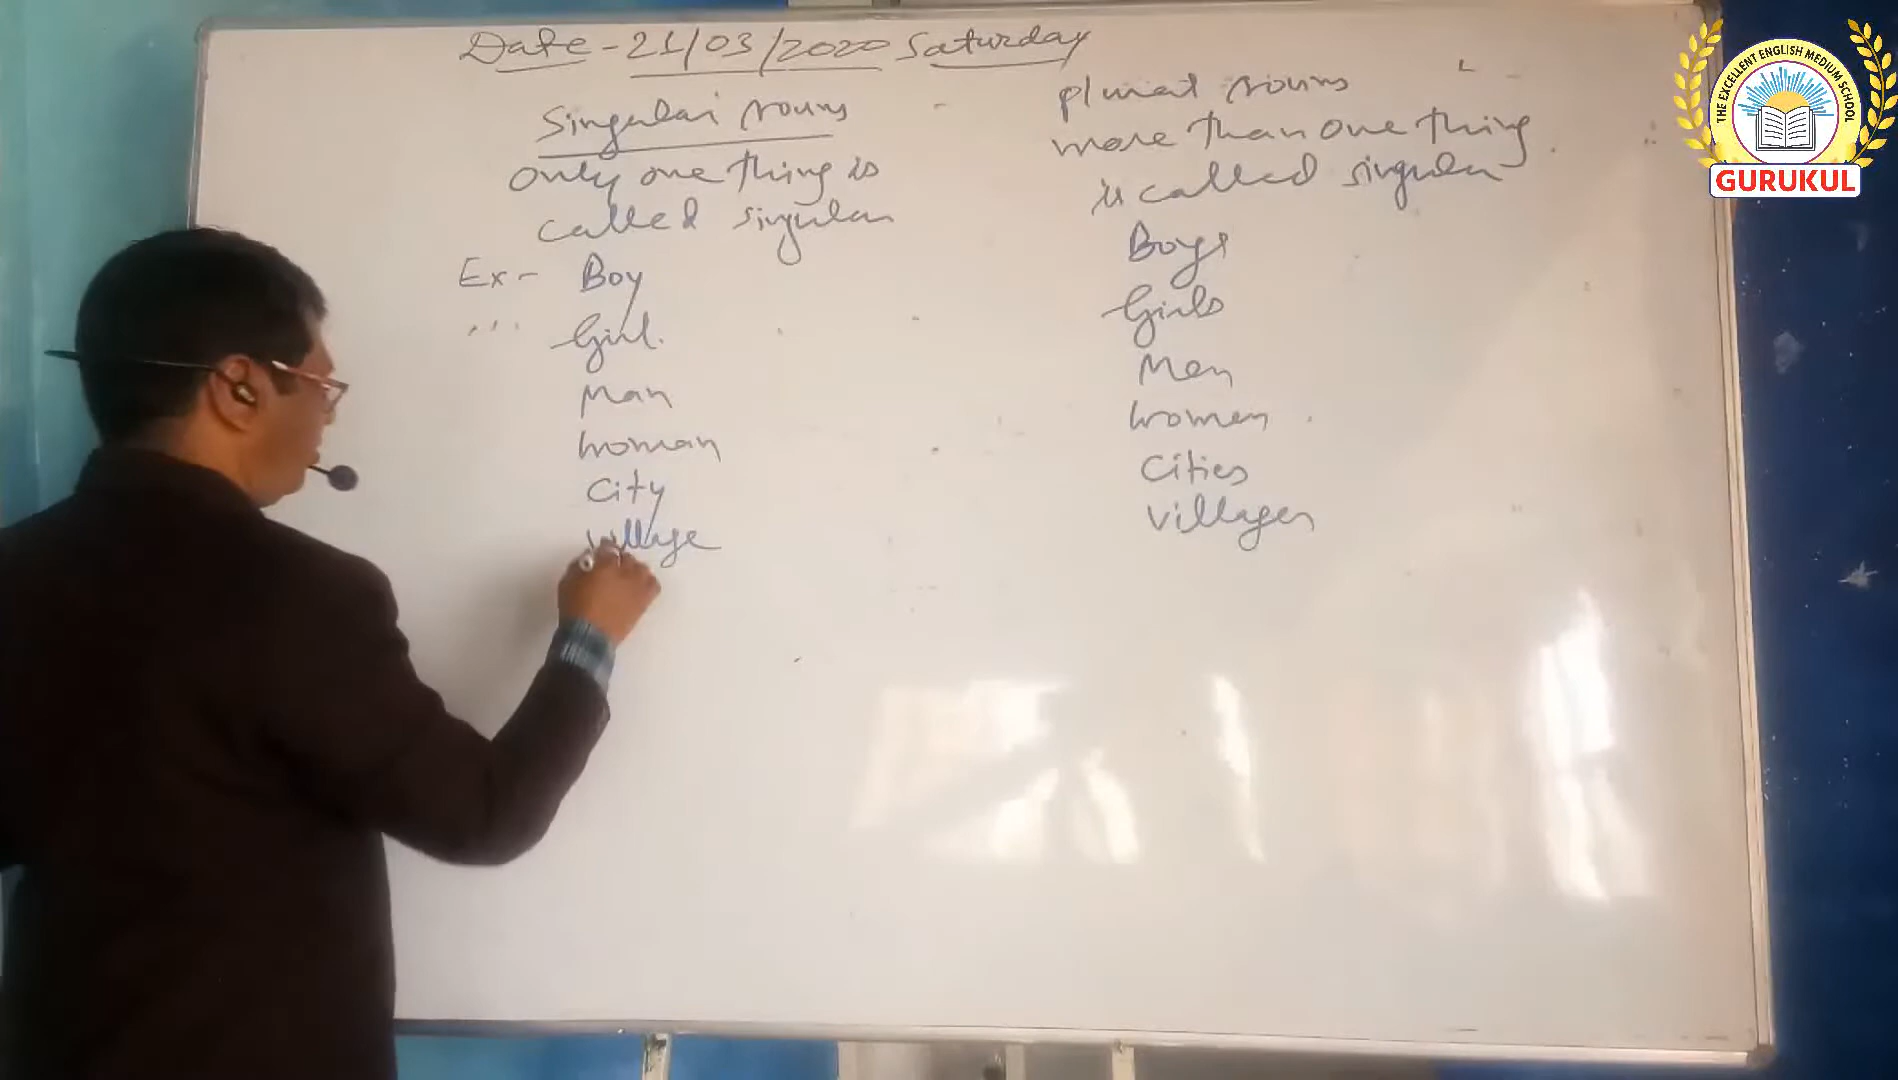 Date - 21/03/2020 Saturday
Singular nouns
only one thing is
called singular
Ex- Boy
Girl.
Man
woman
City
village
plural nouns
more than one thing
is called singular
Boys
Girls
Men
women
Cities
villages
THE EXCELLENT ENGLISH MEDIUM SCHOOL
GURUKUL